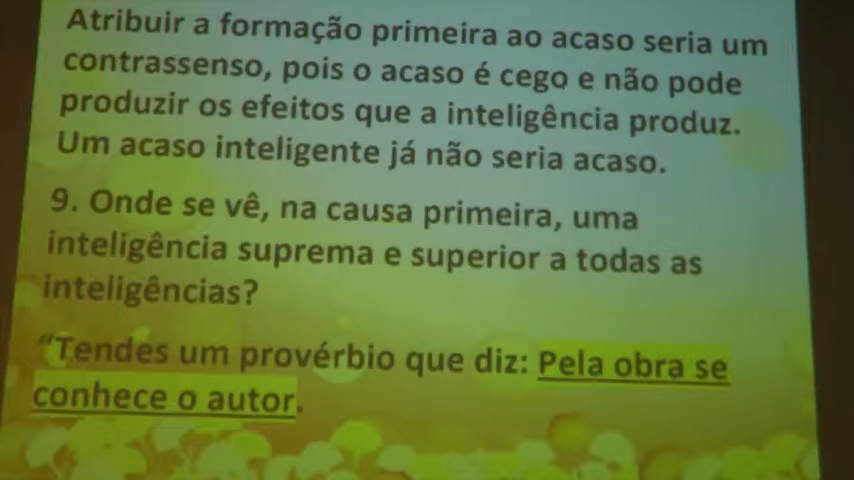 Atribuir a formação primeira ao acaso seria um
contrassenso, pois o acaso é cego e não pode
produzir os efeitos que a inteligência produz.
Um acaso inteligente já não seria acaso.
9. Onde se vê, na causa primeira, uma
inteligência suprema e superior a todas as
inteligências?
“Tendes um provérbio que diz: Pela obra se
conhece o autor.